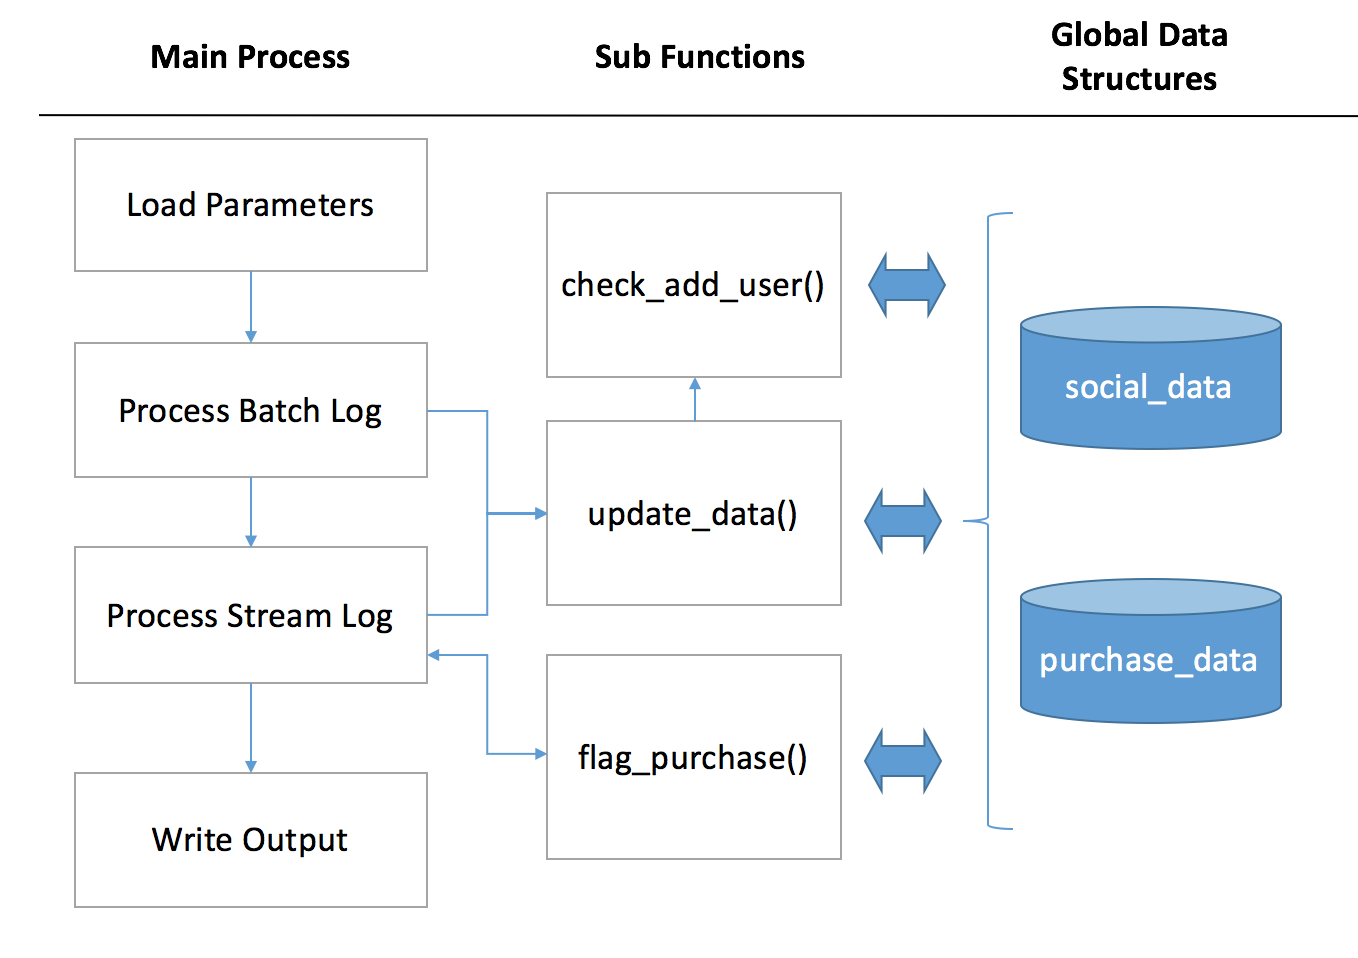 Main Process
Sub Functions
Global Data
Structures
Load Parameters
Process Batch Log
Process Stream Log
Write Output
check_add_user()
update_data()
flag_purchase()
social_data
purchase_data